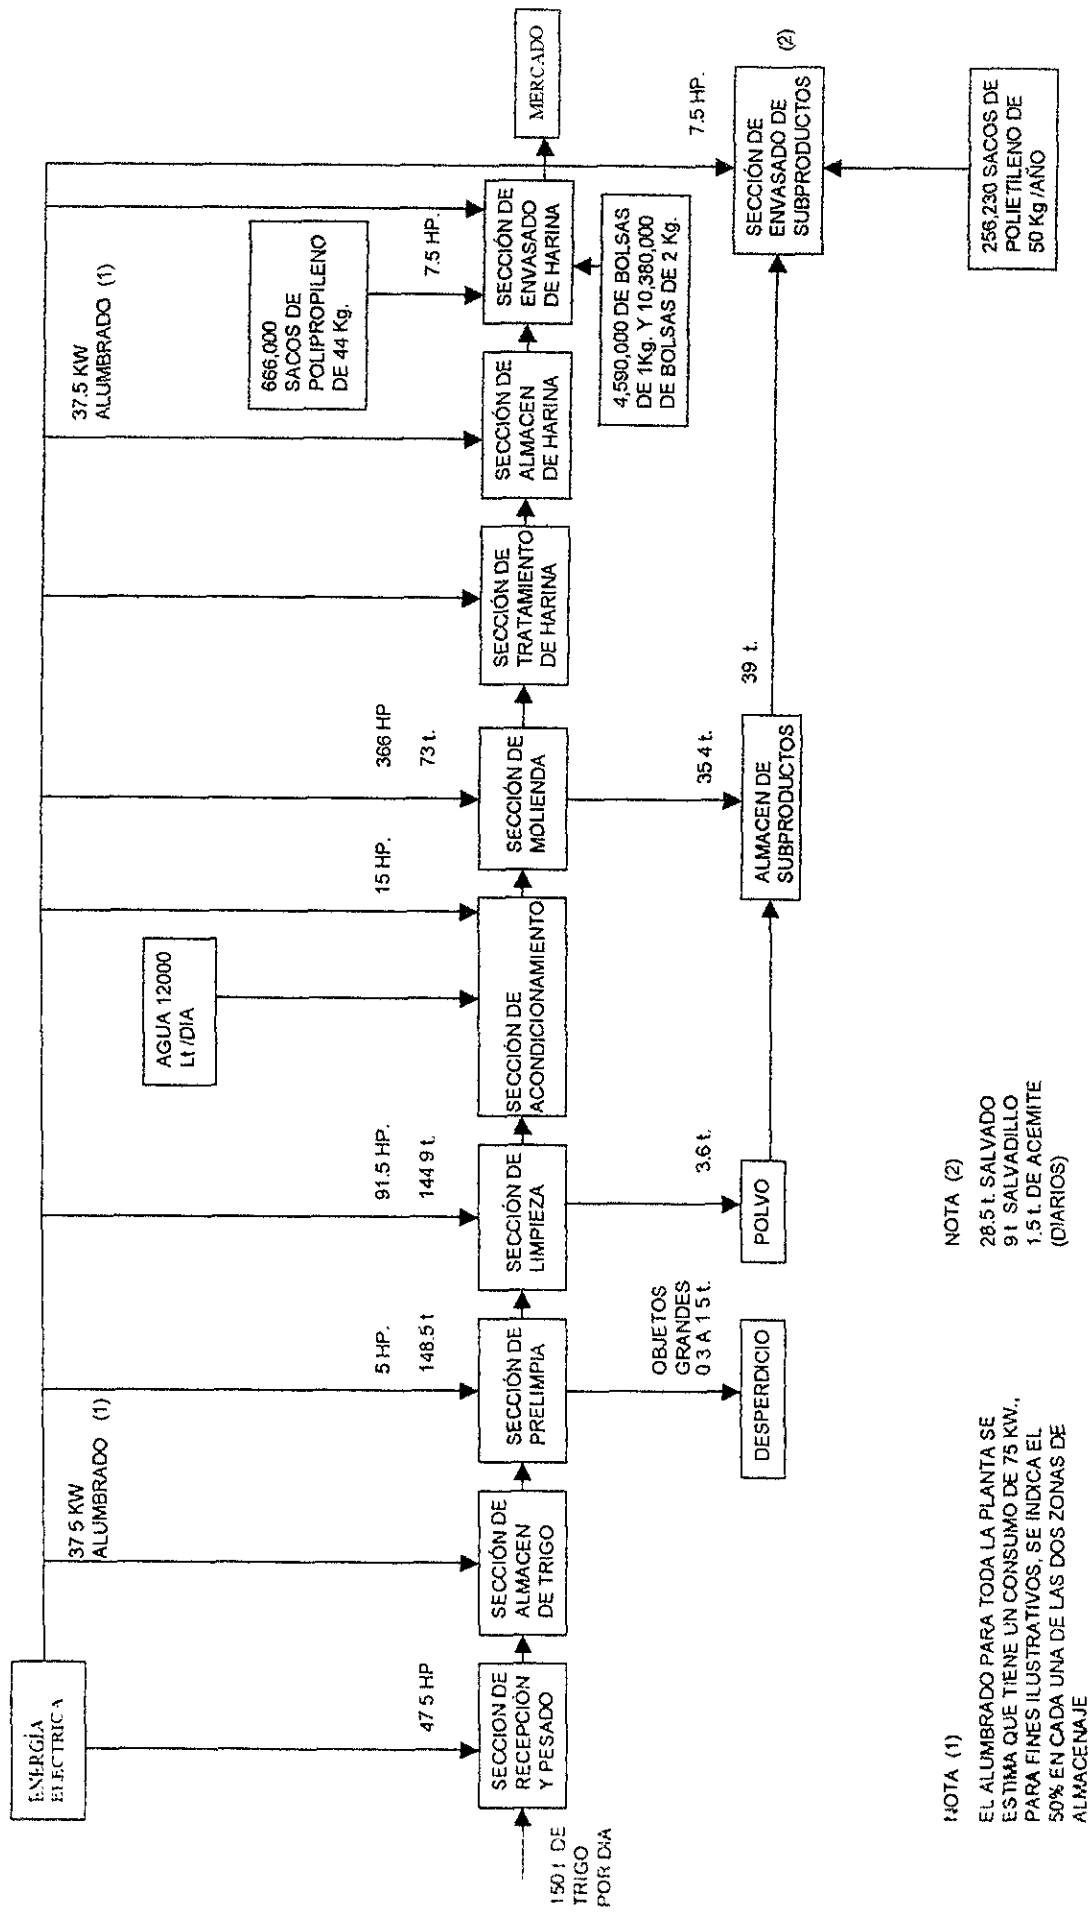 ENERGÍA
ELECTRICA
37 5 KW
ALUMBRADO (1)
37.5 KW
ALUMBRADO (1)
AGUA 12000
Lt /DIA
666,000
SACOS DE
POLIPROPILENO
DE 44 Kg.
47 5 HP
5 HP.
148.5 t
91.5 HP.
144 9 t.
15 HP.
366 HP
73 t.
7.5 HP.
7.5 HP.
150 t DE
TRIGO
POR DIA
SECCION DE
RECEPCIÓN
Y PESADO
SECCIÓN DE
ALMACEN
DE TRIGO
SECCIÓN DE
PRELIMPIA
SECCIÓN DE
LIMPIEZA
SECCIÓN DE
ACONDICIONAMIENTO
SECCIÓN DE
MOLIENDA
SECCIÓN DE
TRATAMIENTO
DE HARINA
SECCIÓN DE
ALMACEN
DE HARINA
SECCIÓN DE
ENVASADO
DE HARINA
MERCADO
4,590,000 DE BOLSAS
DE 1Kg. Y 10,380,000
DE BOLSAS DE 2 Kg.
OBJETOS
GRANDES
0 3 A 1 5 t.
3.6 t.
35 4 t.
39 t.
DESPERDICIO
POLVO
ALMACEN DE
SUBPRODUCTOS
SECCIÓN DE
ENVASADO DE
SUBPRODUCTOS
(2)
256,230 SACOS DE
POLIETILENO DE
50 Kg /AÑO
NOTA (1)
EL ALUMBRADO PARA TODA LA PLANTA SE
ESTIMA QUE TIENE UN CONSUMO DE 75 KW.,
PARA FINES ILUSTRATIVOS, SE INDICA EL
50% EN CADA UNA DE LAS DOS ZONAS DE
ALMACENAJE
NOTA (2)
28.5 t. SALVADO
9 t SALVADILLO
1.5 t. DE ACEMITE
(DIARIOS)